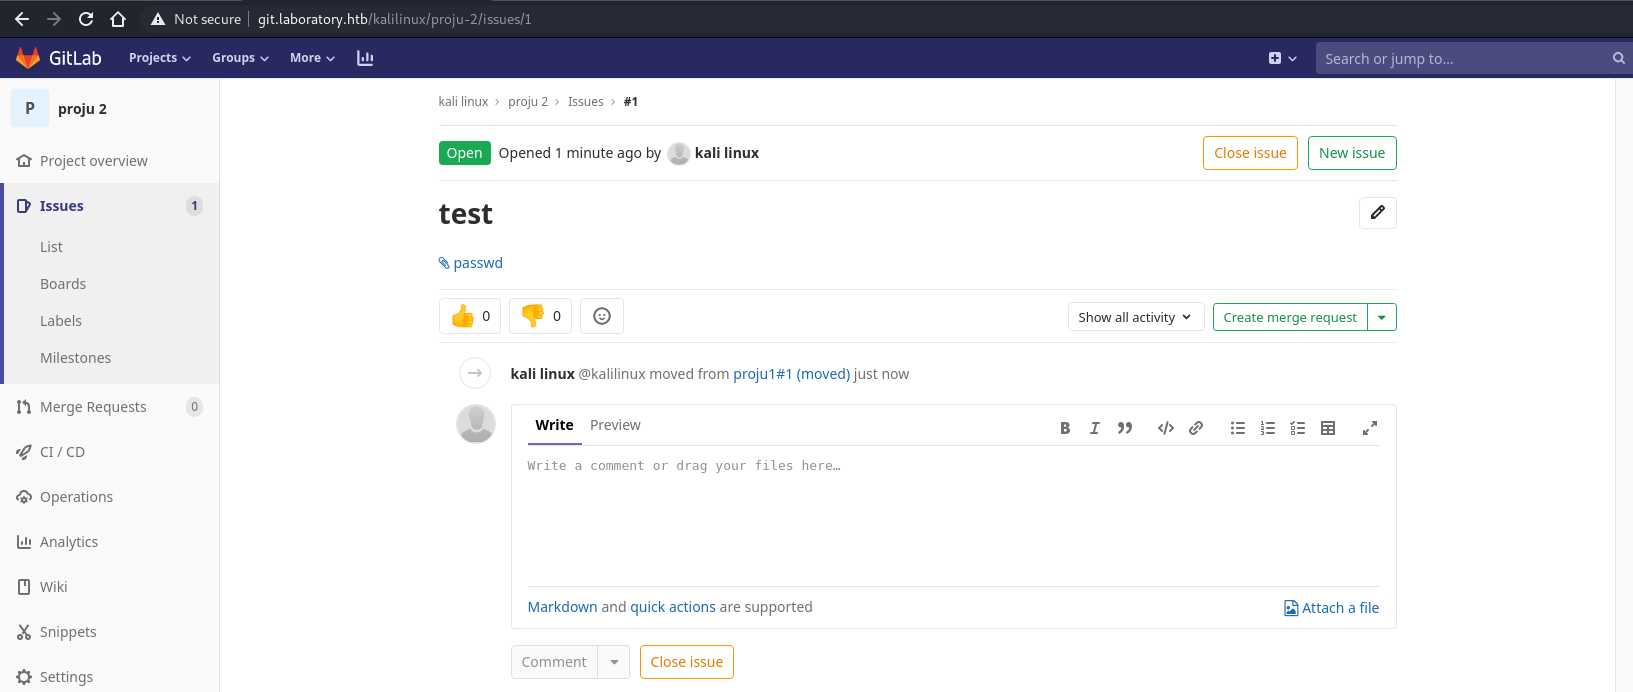 Not secure git.laboratory.htb/kalilinux/proju-2/issues/1
GitLab Projects Groups More Search or jump to...
P proju 2
Project overview
Issues 1
List
Boards
Labels
Milestones
Merge Requests 0
CI / CD
Operations
Analytics
Wiki
Snippets
Settings
kali linux › proju 2 › Issues › #1
Open Opened 1 minute ago by kali linux Close issue New issue
test
passwd
0 0 Show all activity Create merge request
kali linux @kalilinux moved from proju1#1 (moved) just now
Write Preview
Write a comment or drag your files here…
Markdown and quick actions are supported Attach a file
Comment Close issue